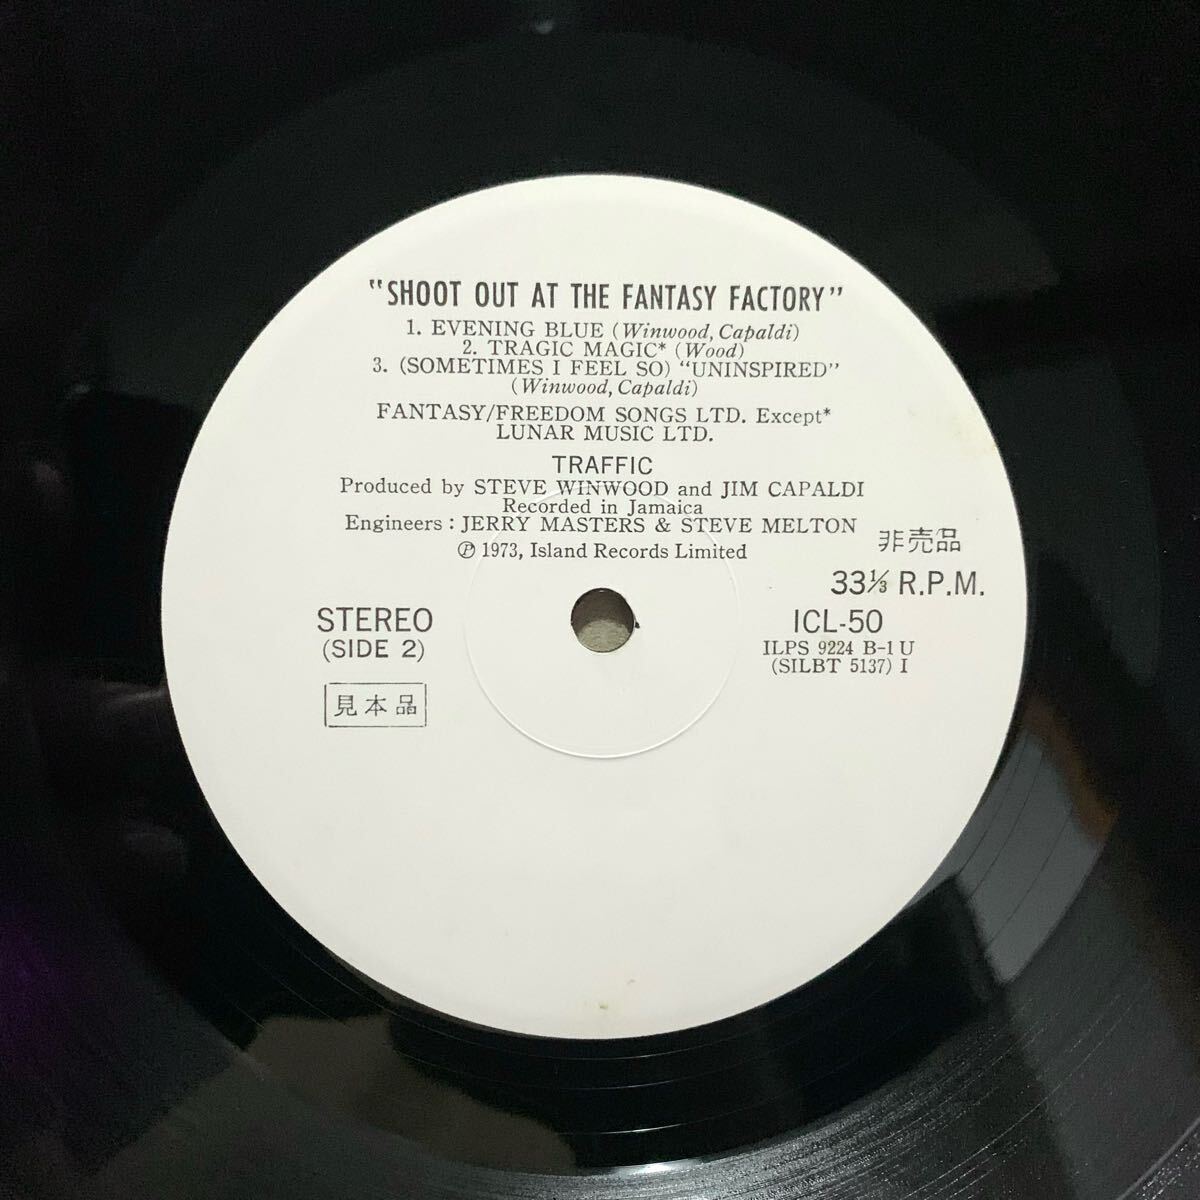 "SHOOT OUT AT THE FANTASY FACTORY"
1. EVENING BLUE (Winwood, Capaldi)
2. TRAGIC MAGIC* (Wood)
3. (SOMETIMES I FEEL SO) "UNINSPIRED"
(Winwood, Capaldi)
FANTASY/FREEDOM SONGS LTD. Except*
LUNAR MUSIC LTD.
TRAFFIC
Produced by STEVE WINWOOD and JIM CAPALDI
Recorded in Jamaica
Engineers : JERRY MASTERS & STEVE MELTON
℗ 1973, Island Records Limited
非売品
33⅓ R.P.M.
STEREO
(SIDE 2)
見本品
ICL-50
ILPS 9224 B-1 U
(SILBT 5137) I